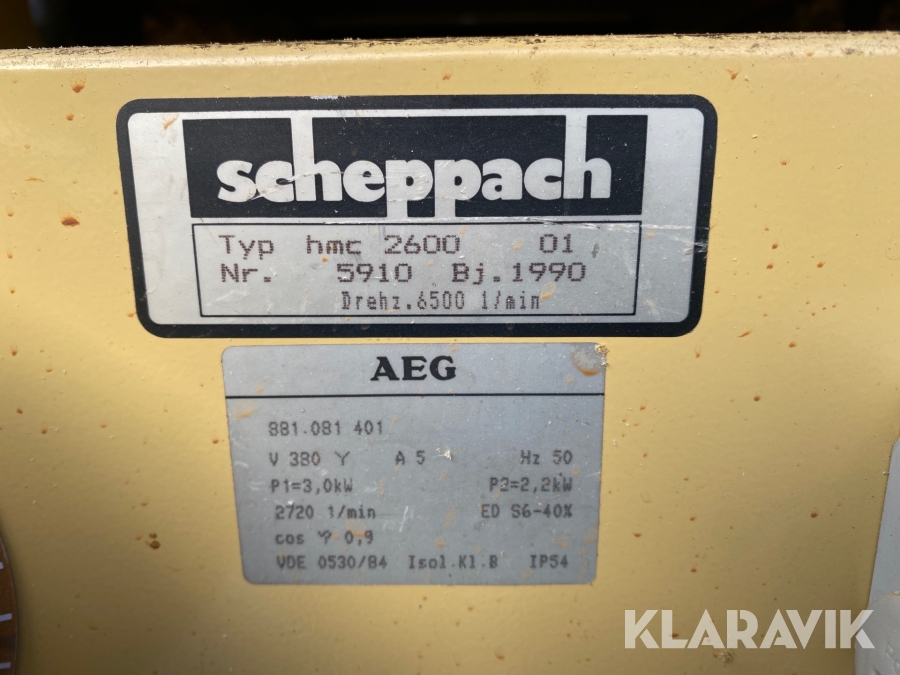 scheppach
Typ hmc 2600 01
Nr. 5910 Bj.1990
Drehz.6500 1/min
AEG
881.081 401
V 380 Y A 5 Hz 50
P1=3,0kW P2=2,2kW
2720 1/min ED S6-40%
cos φ 0,9
VDE 0530/84 Isol.Kl.B IP54
KLARAVIK